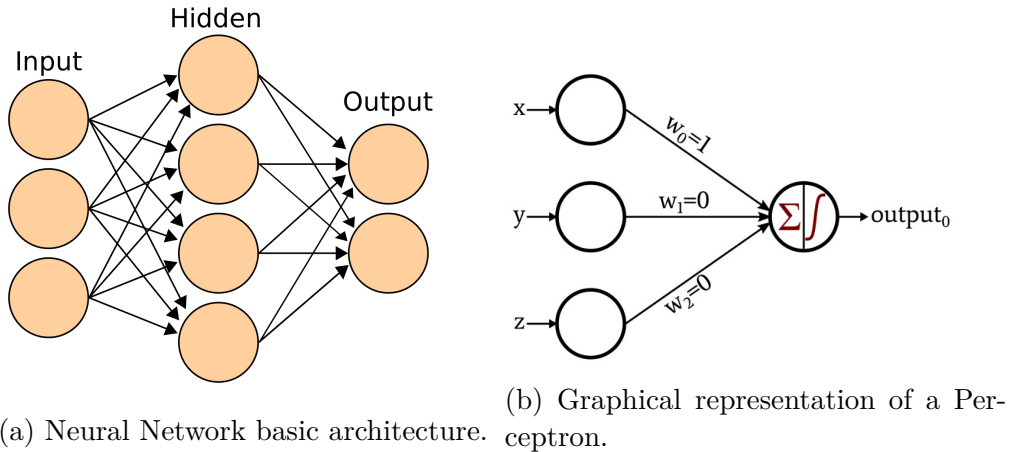 Hidden
Input
Output
(a) Neural Network basic architecture.
x
w₀=1
y
w₁=0
Σ∫
output₀
z
w₂=0
(b) Graphical representation of a Per-
ceptron.